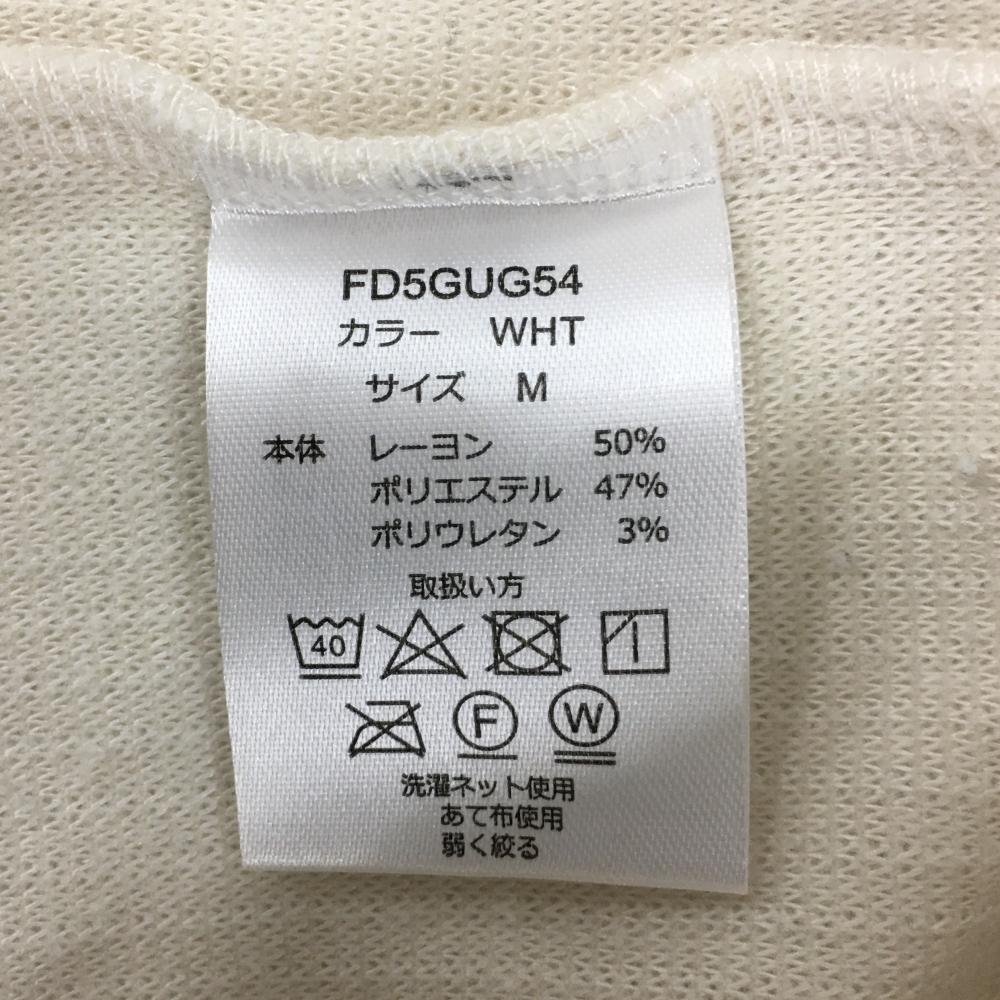 FD5GUG54
カラー WHT
サイズ M
本体 レーヨン 50%
ポリエステル 47%
ポリウレタン 3%
取扱い方
40
F W
洗濯ネット使用
あて布使用
弱く絞る